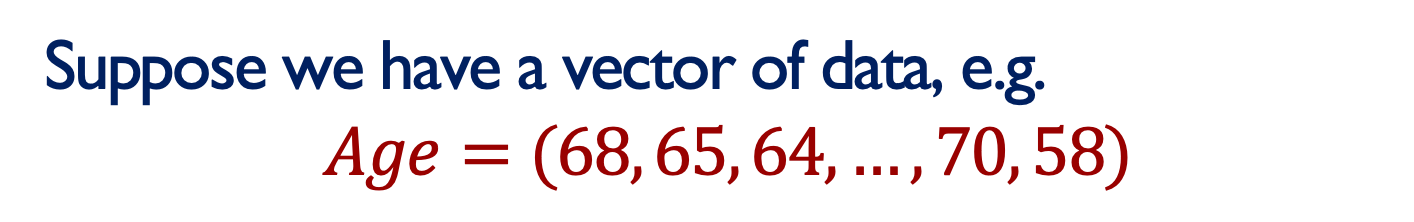 Suppose we have a vector of data, e.g.
Age = (68, 65, 64, … , 70, 58)